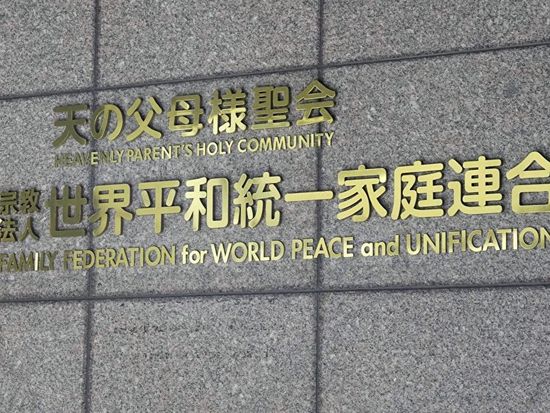 天の父母様聖会
HEAVENLY PARENT'S HOLY COMMUNITY
宗教法人 世界平和統一家庭連合
FAMILY FEDERATION for WORLD PEACE and UNIFICATION